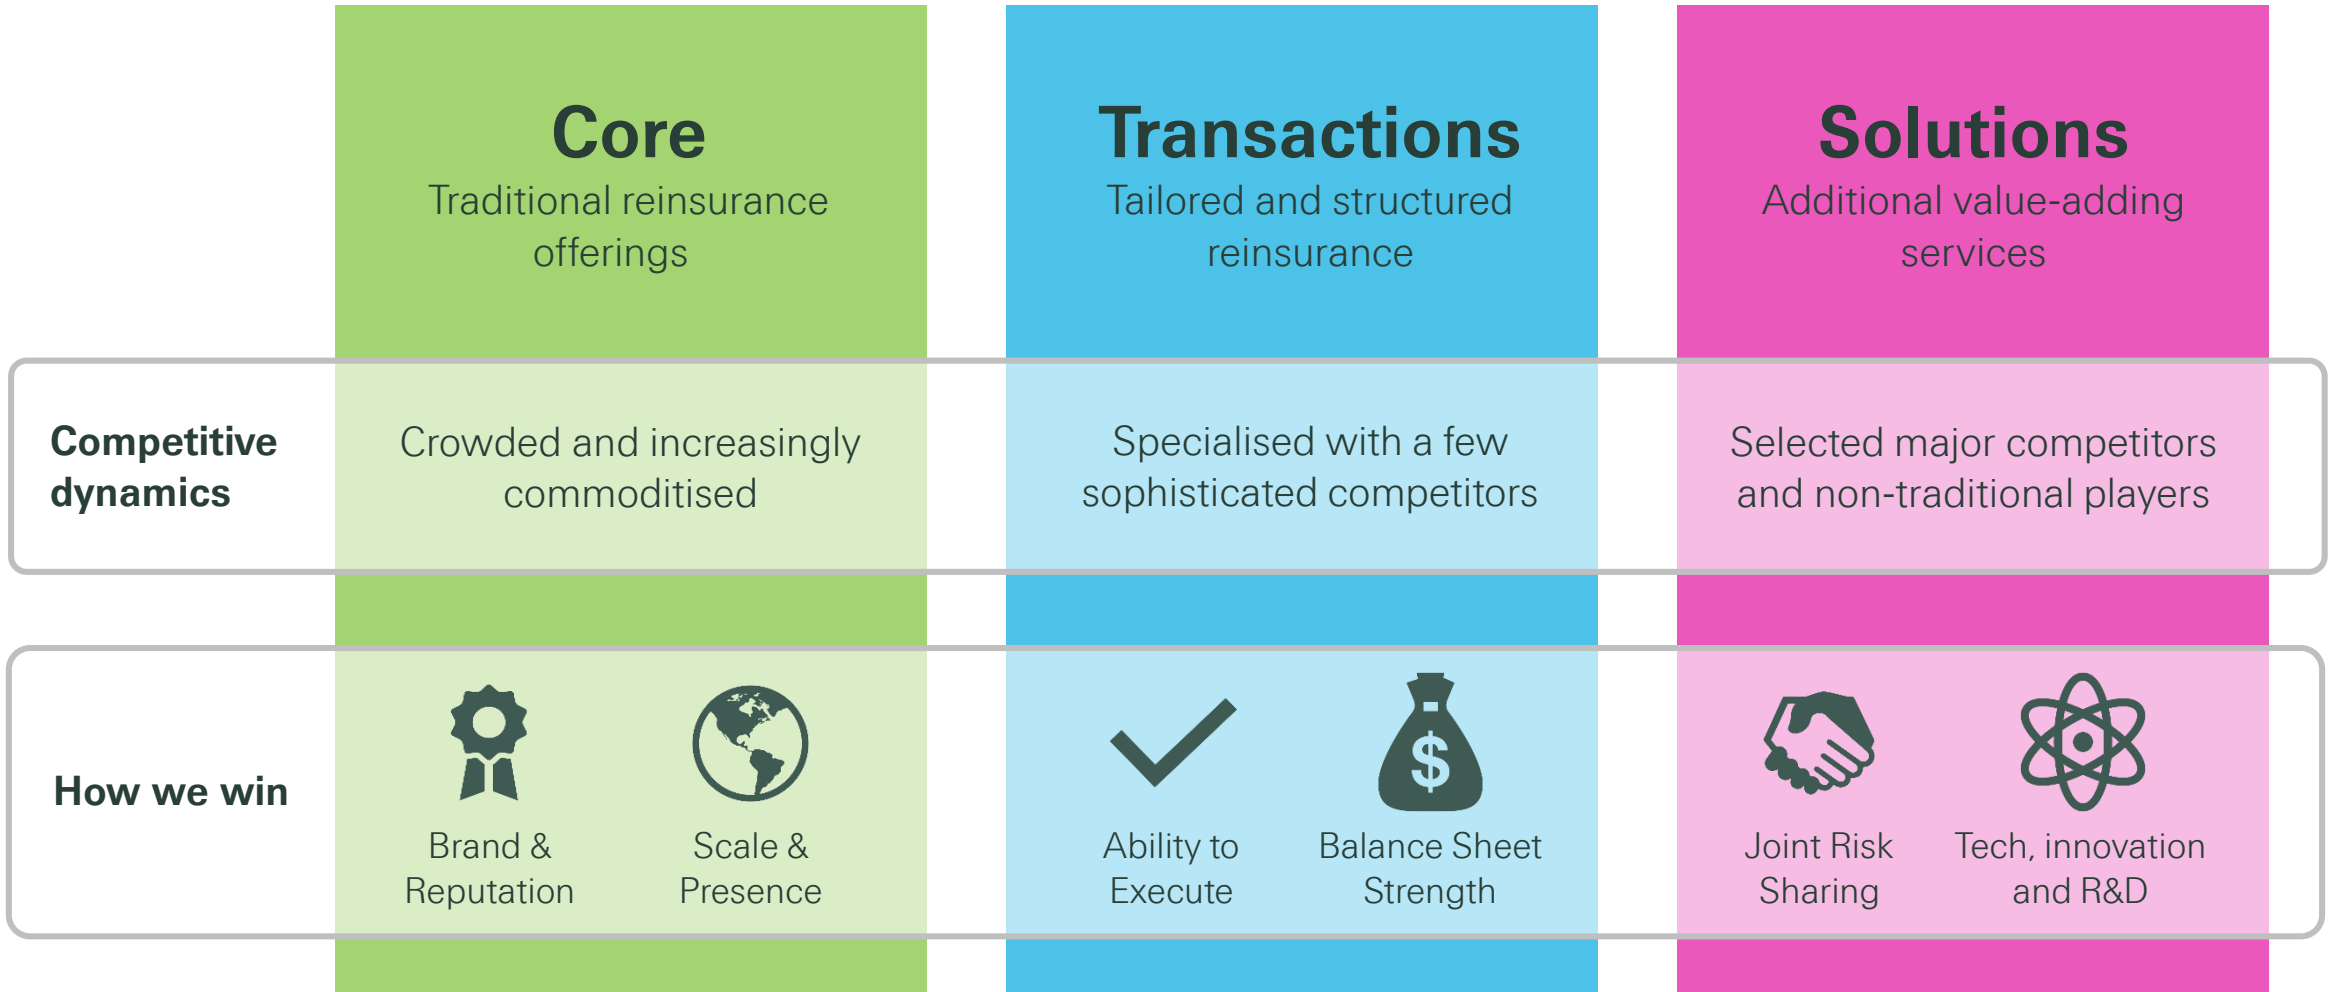 Core
Traditional reinsurance
offerings
Transactions
Tailored and structured
reinsurance
Solutions
Additional value-adding
services
Competitive
dynamics
Crowded and increasingly
commoditised
Specialised with a few
sophisticated competitors
Selected major competitors
and non-traditional players
How we win
Brand &
Reputation
Scale &
Presence
Ability to
Execute
$
Balance Sheet
Strength
Joint Risk
Sharing
Tech, innovation
and R&D